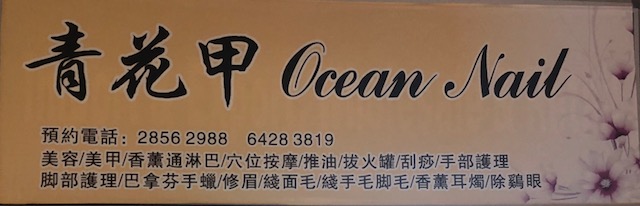 青花甲 Ocean Nail
預約電話：2856 2988 6428 3819
美容/美甲/香薰通淋巴/穴位按摩/推油/拔火罐/刮痧/手部護理
脚部護理/巴拿芬手蠟/修眉/綫面毛/綫手毛脚毛/香薰耳燭/除鷄眼